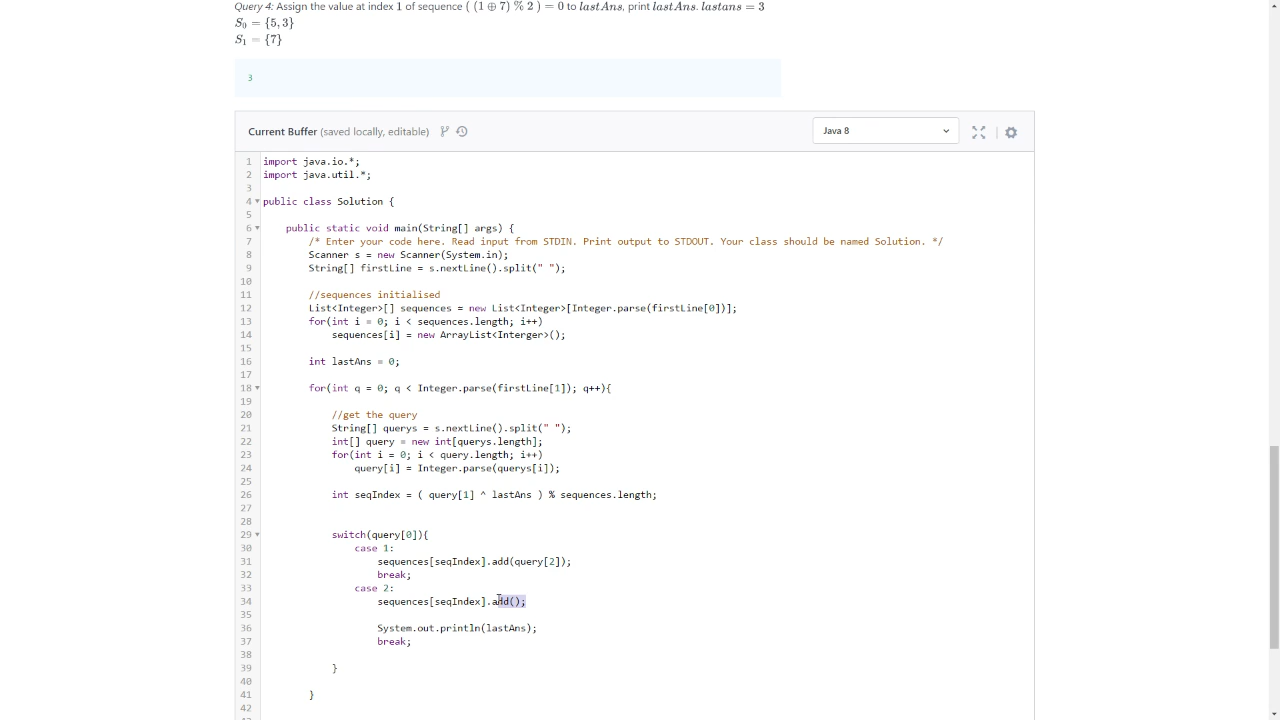 Query 4: Assign the value at index 1 of sequence ( (1 ⊕ 7) % 2 ) = 0 to lastAns, print lastAns. lastans = 3
S₀ = {5, 3}
S₁ = {7}
3
Current Buffer (saved locally, editable)
Java 8
1 import java.io.*;
2 import java.util.*;
3
4 public class Solution {
5
6 public static void main(String[] args) {
7 /* Enter your code here. Read input from STDIN. Print output to STDOUT. Your class should be named Solution. */
8 Scanner s = new Scanner(System.in);
9 String[] firstLine = s.nextLine().split(" ");
10
11 //sequences initialised
12 List<Integer>[] sequences = new List<Integer>[Integer.parse(firstLine[0])];
13 for(int i = 0; i < sequences.length; i++)
14 sequences[i] = new ArrayList<Interger>();
15
16 int lastAns = 0;
17
18 for(int q = 0; q < Integer.parse(firstLine[1]); q++){
19
20 //get the query
21 String[] querys = s.nextLine().split(" ");
22 int[] query = new int[querys.length];
23 for(int i = 0; i < query.length; i++)
24 query[i] = Integer.parse(querys[i]);
25
26 int seqIndex = ( query[1] ^ lastAns ) % sequences.length;
27
28
29 switch(query[0]){
30 case 1:
31 sequences[seqIndex].add(query[2]);
32 break;
33 case 2:
34 sequences[seqIndex].add();
35
36 System.out.println(lastAns);
37 break;
38
39 }
40
41 }
42